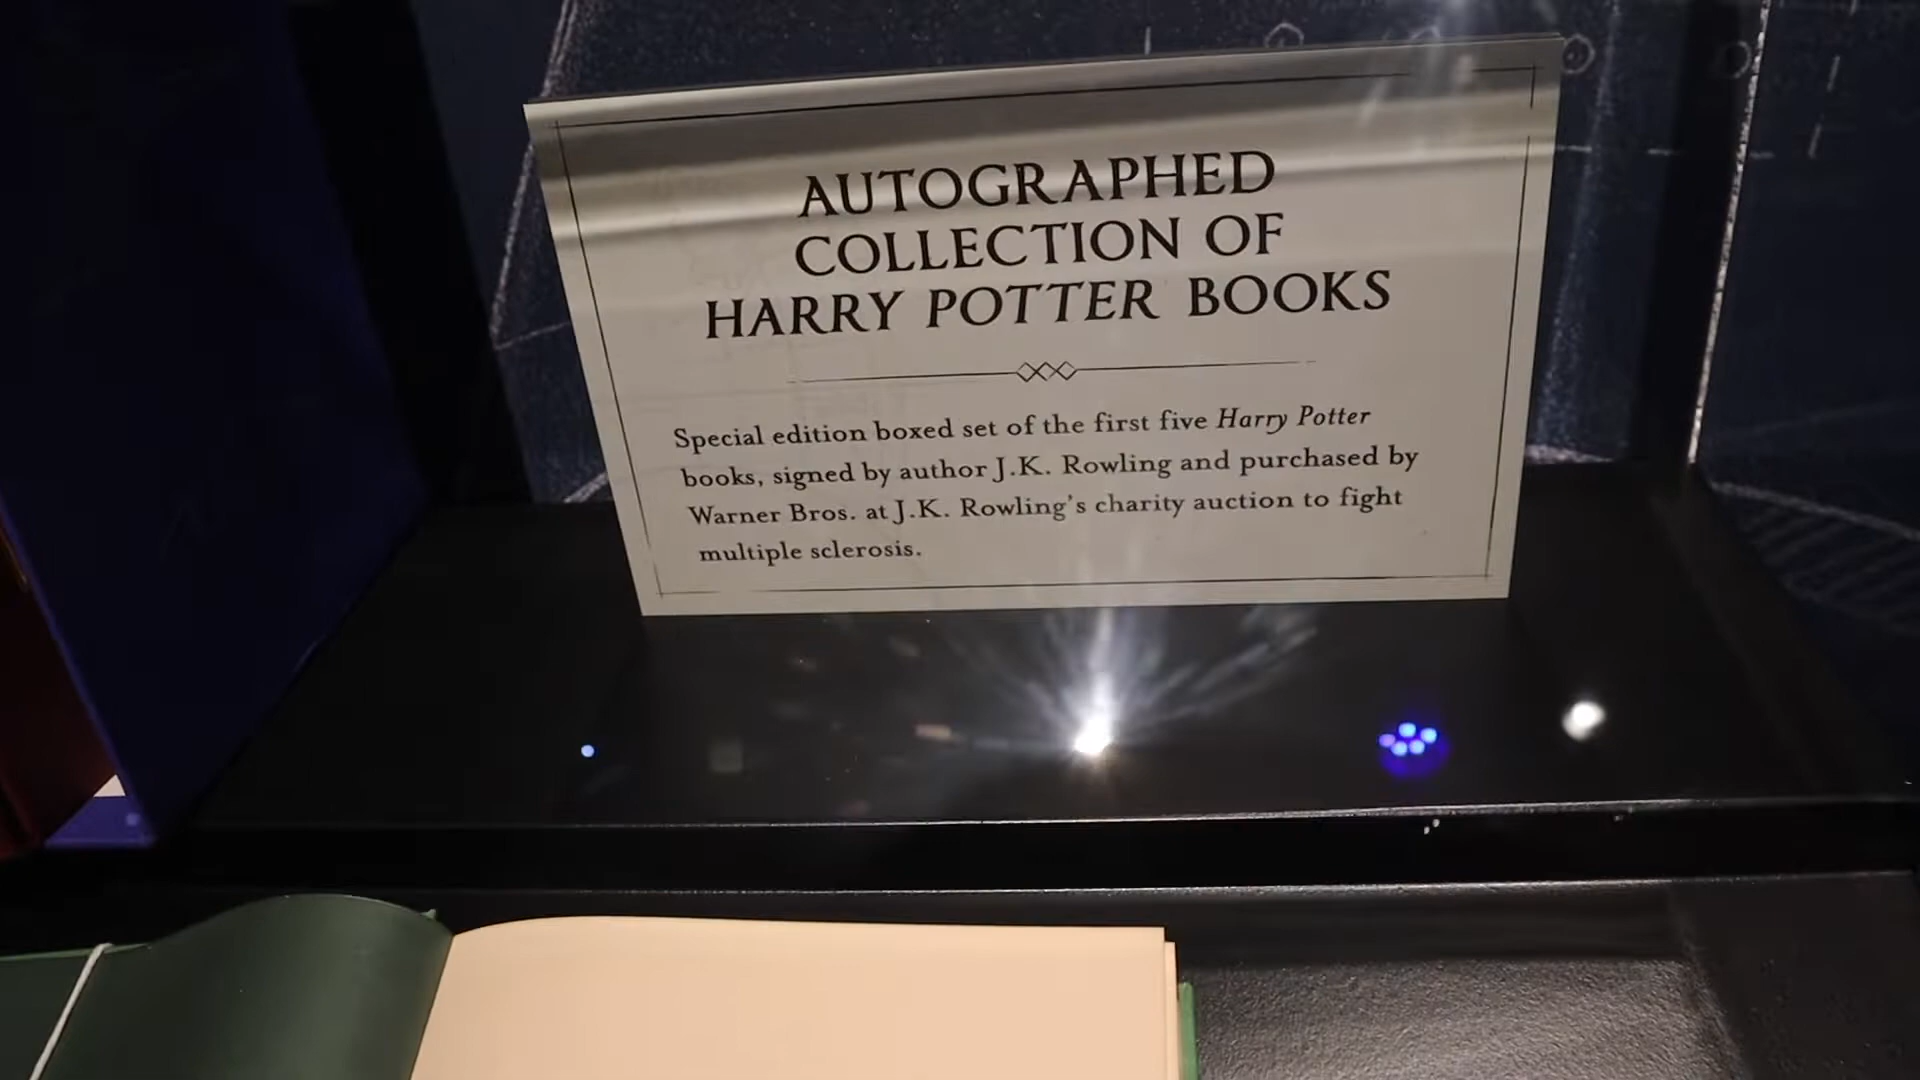 AUTOGRAPHED
COLLECTION OF
HARRY POTTER BOOKS
Special edition boxed set of the first five Harry Potter
books, signed by author J.K. Rowling and purchased by
Warner Bros. at J.K. Rowling's charity auction to fight
multiple sclerosis.